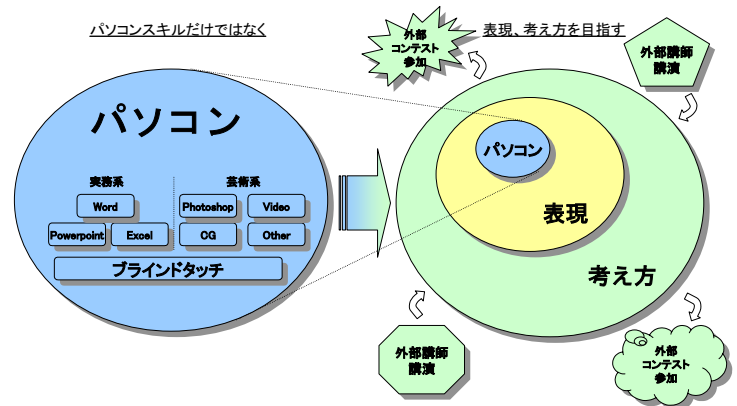 パソコンスキルだけではなく
表現、考え方を目指す
外部
コンテスト
参加
外部講師
講演
パソコン
実務系
芸術系
Word
Photoshop
Video
Powerpoint
Excel
CG
Other
ブラインドタッチ
パソコン
表現
考え方
外部講師
講演
外部
コンテスト
参加